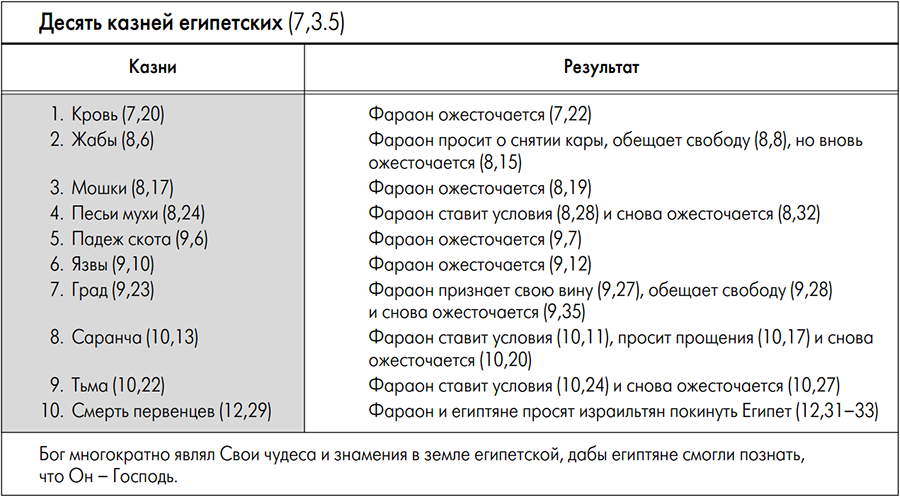 Десять казней египетских (7,3.5)
Казни
Результат
1. Кровь (7,20)
Фараон ожесточается (7,22)
2. Жабы (8,6)
Фараон просит о снятии кары, обещает свободу (8,8), но вновь
ожесточается (8,15)
3. Мошки (8,17)
Фараон ожесточается (8,19)
4. Песьи мухи (8,24)
Фараон ставит условия (8,28) и снова ожесточается (8,32)
5. Падеж скота (9,6)
Фараон ожесточается (9,7)
6. Язвы (9,10)
Фараон ожесточается (9,12)
7. Град (9,23)
Фараон признает свою вину (9,27), обещает свободу (9,28)
и снова ожесточается (9,35)
8. Саранча (10,13)
Фараон ставит условия (10,11), просит прощения (10,17) и снова
ожесточается (10,20)
9. Тьма (10,22)
Фараон ставит условия (10,24) и снова ожесточается (10,27)
10. Смерть первенцев (12,29)
Фараон и египтяне просят израильтян покинуть Египет (12,31–33)
Бог многократно являл Свои чудеса и знамения в земле египетской, дабы египтяне смогли познать,
что Он – Господь.